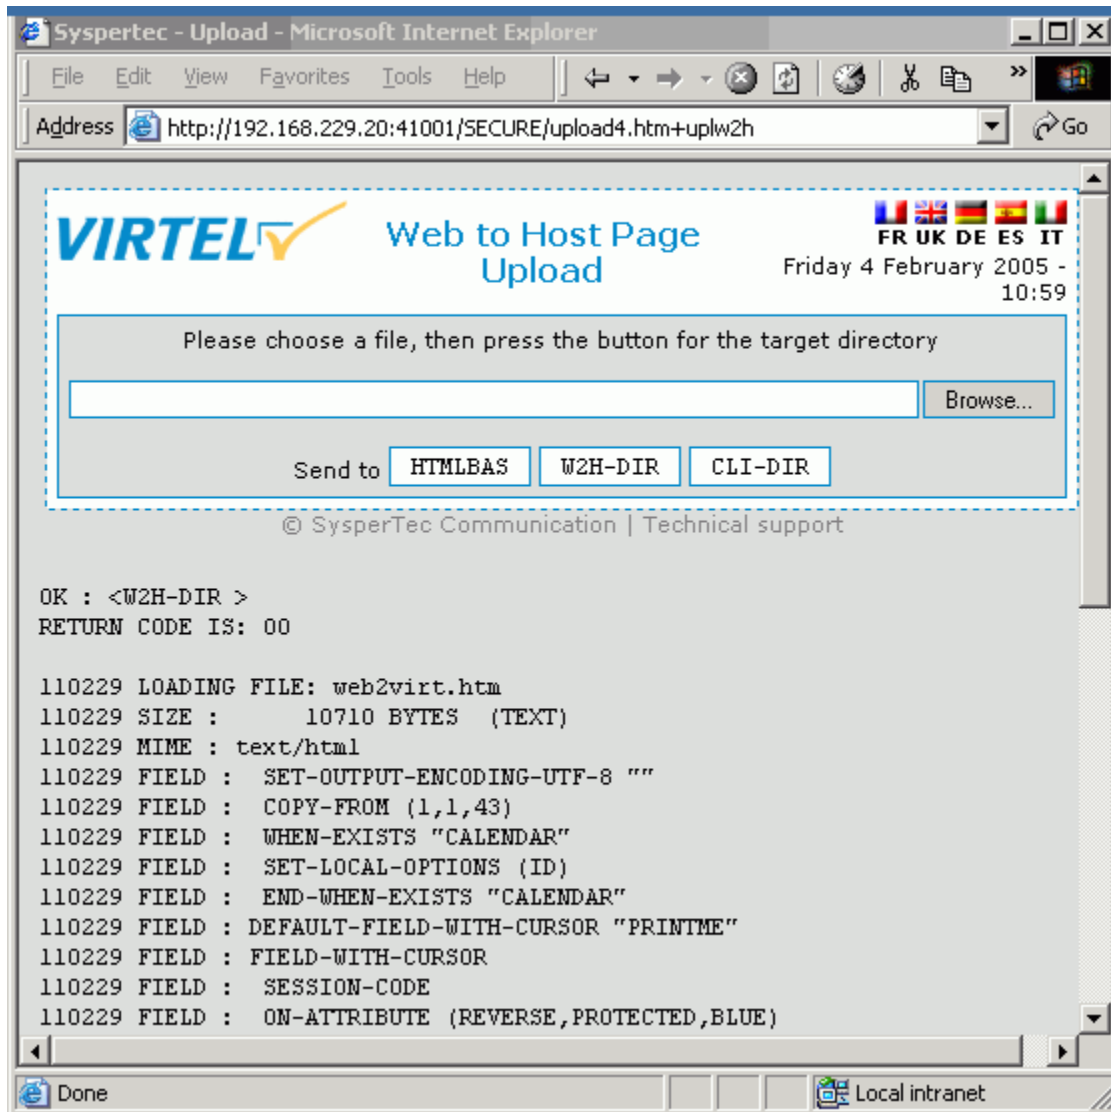 Syspertec - Upload - Microsoft Internet Explorer
File Edit View Favorites Tools Help »
Address http://192.168.229.20:41001/SECURE/upload4.htm+uplw2h Go
VIRTEL
Web to Host Page
Upload
FR UK DE ES IT
Friday 4 February 2005 -
10:59
Please choose a file, then press the button for the target directory
Browse...
Send to HTMLBAS W2H-DIR CLI-DIR
© SysperTec Communication | Technical support
OK : <W2H-DIR >
RETURN CODE IS: 00
110229 LOADING FILE: web2virt.htm
110229 SIZE : 10710 BYTES (TEXT)
110229 MIME : text/html
110229 FIELD : SET-OUTPUT-ENCODING-UTF-8 ""
110229 FIELD : COPY-FROM (1,1,43)
110229 FIELD : WHEN-EXISTS "CALENDAR"
110229 FIELD : SET-LOCAL-OPTIONS (ID)
110229 FIELD : END-WHEN-EXISTS "CALENDAR"
110229 FIELD : DEFAULT-FIELD-WITH-CURSOR "PRINTME"
110229 FIELD : FIELD-WITH-CURSOR
110229 FIELD : SESSION-CODE
110229 FIELD : ON-ATTRIBUTE (REVERSE,PROTECTED,BLUE)
Done Local intranet